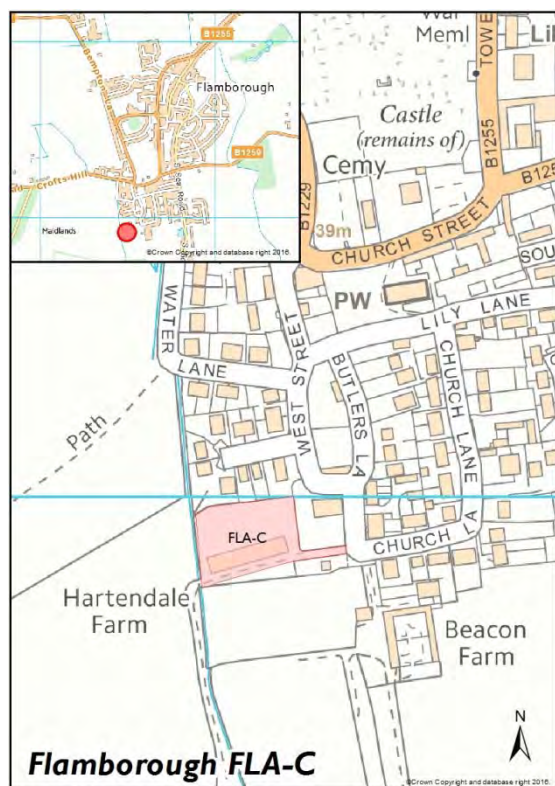 B1255
Flamborough
Crofts Hill
B1259
Maidlands
©Crown Copyright and database right 2016.
Meml
TOWE
B1255
Castle
(remains of)
Cemy
B1229
39m
CHURCH STREET
B125
SOU
PW
LILY LANE
WATER LANE
WEST STREET
BUTLERS LA
CHURCH LANE
Path
FLA-C
CHURCH LA
Hartendale
Farm
Beacon
Farm
N
Flamborough FLA-C
©Crown Copyright and database right 2016.